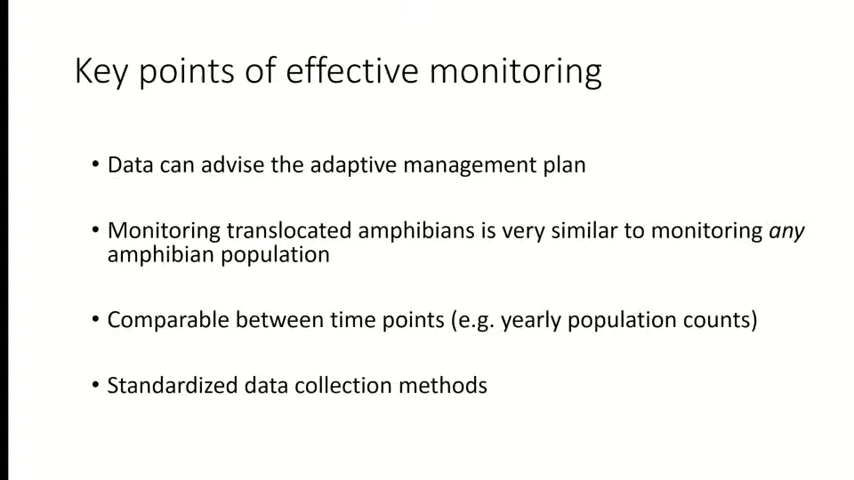 Key points of effective monitoring
• Data can advise the adaptive management plan
• Monitoring translocated amphibians is very similar to monitoring any
amphibian population
• Comparable between time points (e.g. yearly population counts)
• Standardized data collection methods